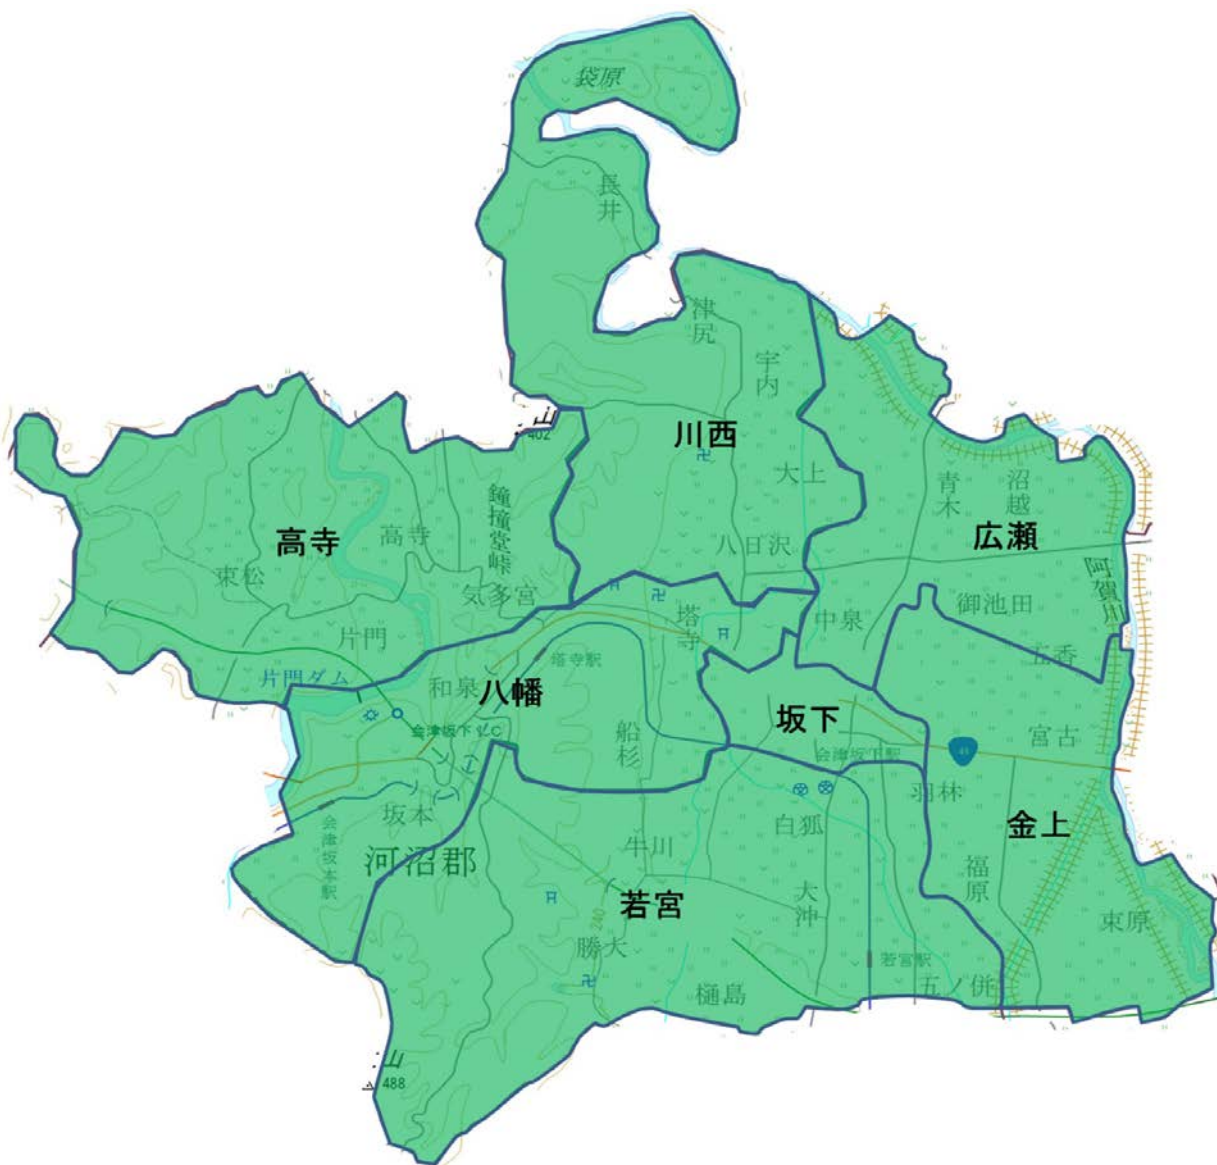 袋原
長井
津尻
宇内
川西
402
大上
青木
沼越
鐘撞堂峠
高寺
高寺
広瀬
八日沢
束松
気多宮
阿賀川
御池田
塔寺
中泉
片門
五香
塔寺駅
片門ダム
和泉
八幡
坂下
船杉
会津坂下I.C
宮古
会津坂下駅
49
羽林
坂本
白狐
金上
会津坂本駅
牛川
河沼郡
福原
若宮
大沖
240
束原
勝大
若宮駅
樋島
五ノ併
488